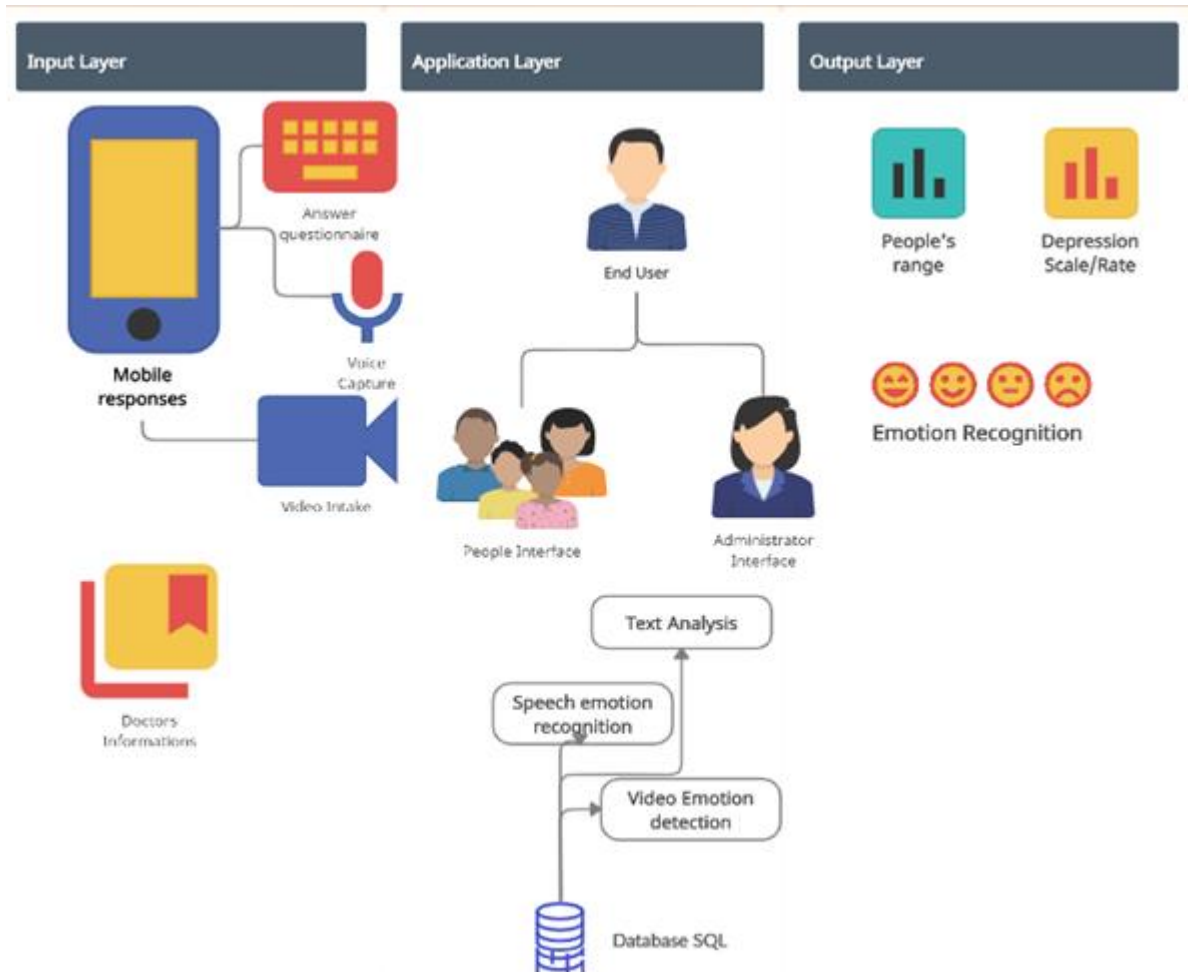 Input Layer
Application Layer
Output Layer
Answer
questionnaire
Voice
Capture
Mobile
responses
Video Intake
Doctors
Informations
End User
People Interface
Administrator
Interface
Text Analysis
Speech emotion
recognition
Video Emotion
detection
Database SQL
People's
range
Depression
Scale/Rate
Emotion Recognition